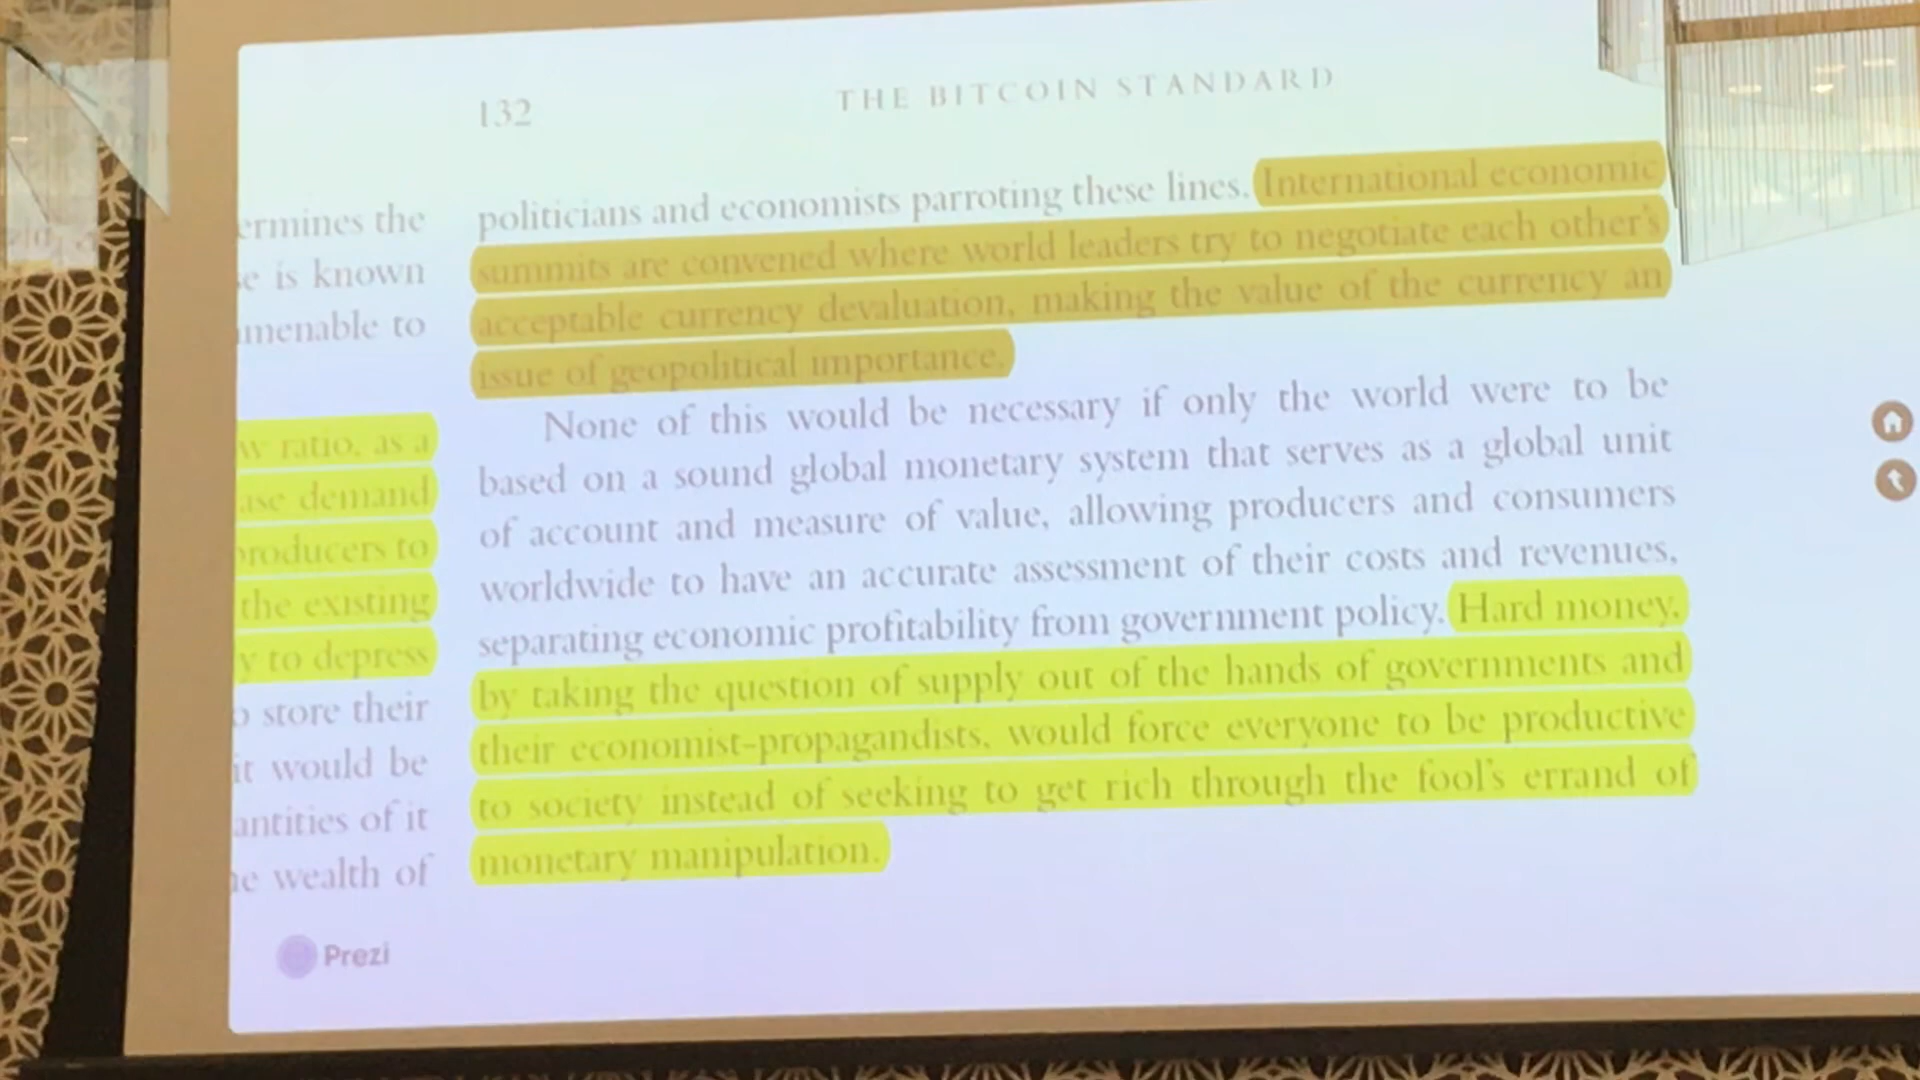 132
THE BITCOIN STANDARD
ermines the
e is known
menable to
w ratio, as a
ase demand
producers to
the existing
y to depress
o store their
it would be
antities of it
e wealth of
politicians and economists parroting these lines. International economic
summits are convened where world leaders try to negotiate each other's
acceptable currency devaluation, making the value of the currency an
issue of geopolitical importance.
None of this would be necessary if only the world were to be
based on a sound global monetary system that serves as a global unit
of account and measure of value, allowing producers and consumers
worldwide to have an accurate assessment of their costs and revenues,
separating economic profitability from government policy. Hard money,
by taking the question of supply out of the hands of governments and
their economist-propagandists, would force everyone to be productive
to society instead of seeking to get rich through the fool's errand of
monetary manipulation.
Prezi